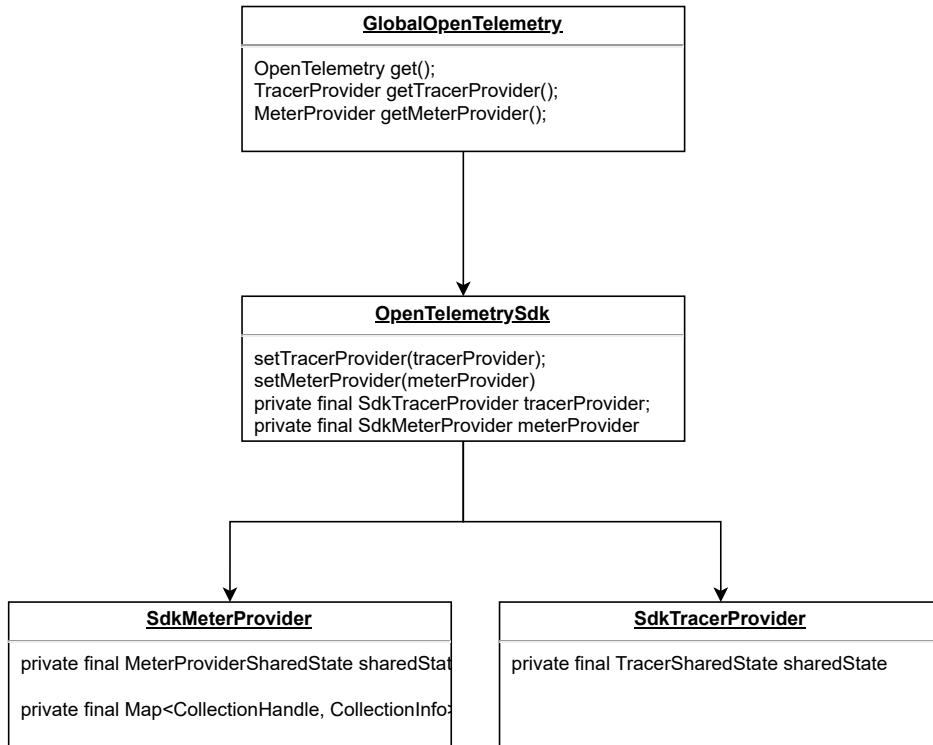 GlobalOpenTelemetry
OpenTelemetry get();
TracerProvider getTracerProvider();
MeterProvider getMeterProvider();
OpenTelemetrySdk
setTracerProvider(tracerProvider);
setMeterProvider(meterProvider)
private final SdkTracerProvider tracerProvider;
private final SdkMeterProvider meterProvider
SdkMeterProvider
private final MeterProviderSharedState sharedStat
private final Map<CollectionHandle, CollectionInfo>
SdkTracerProvider
private final TracerSharedState sharedState